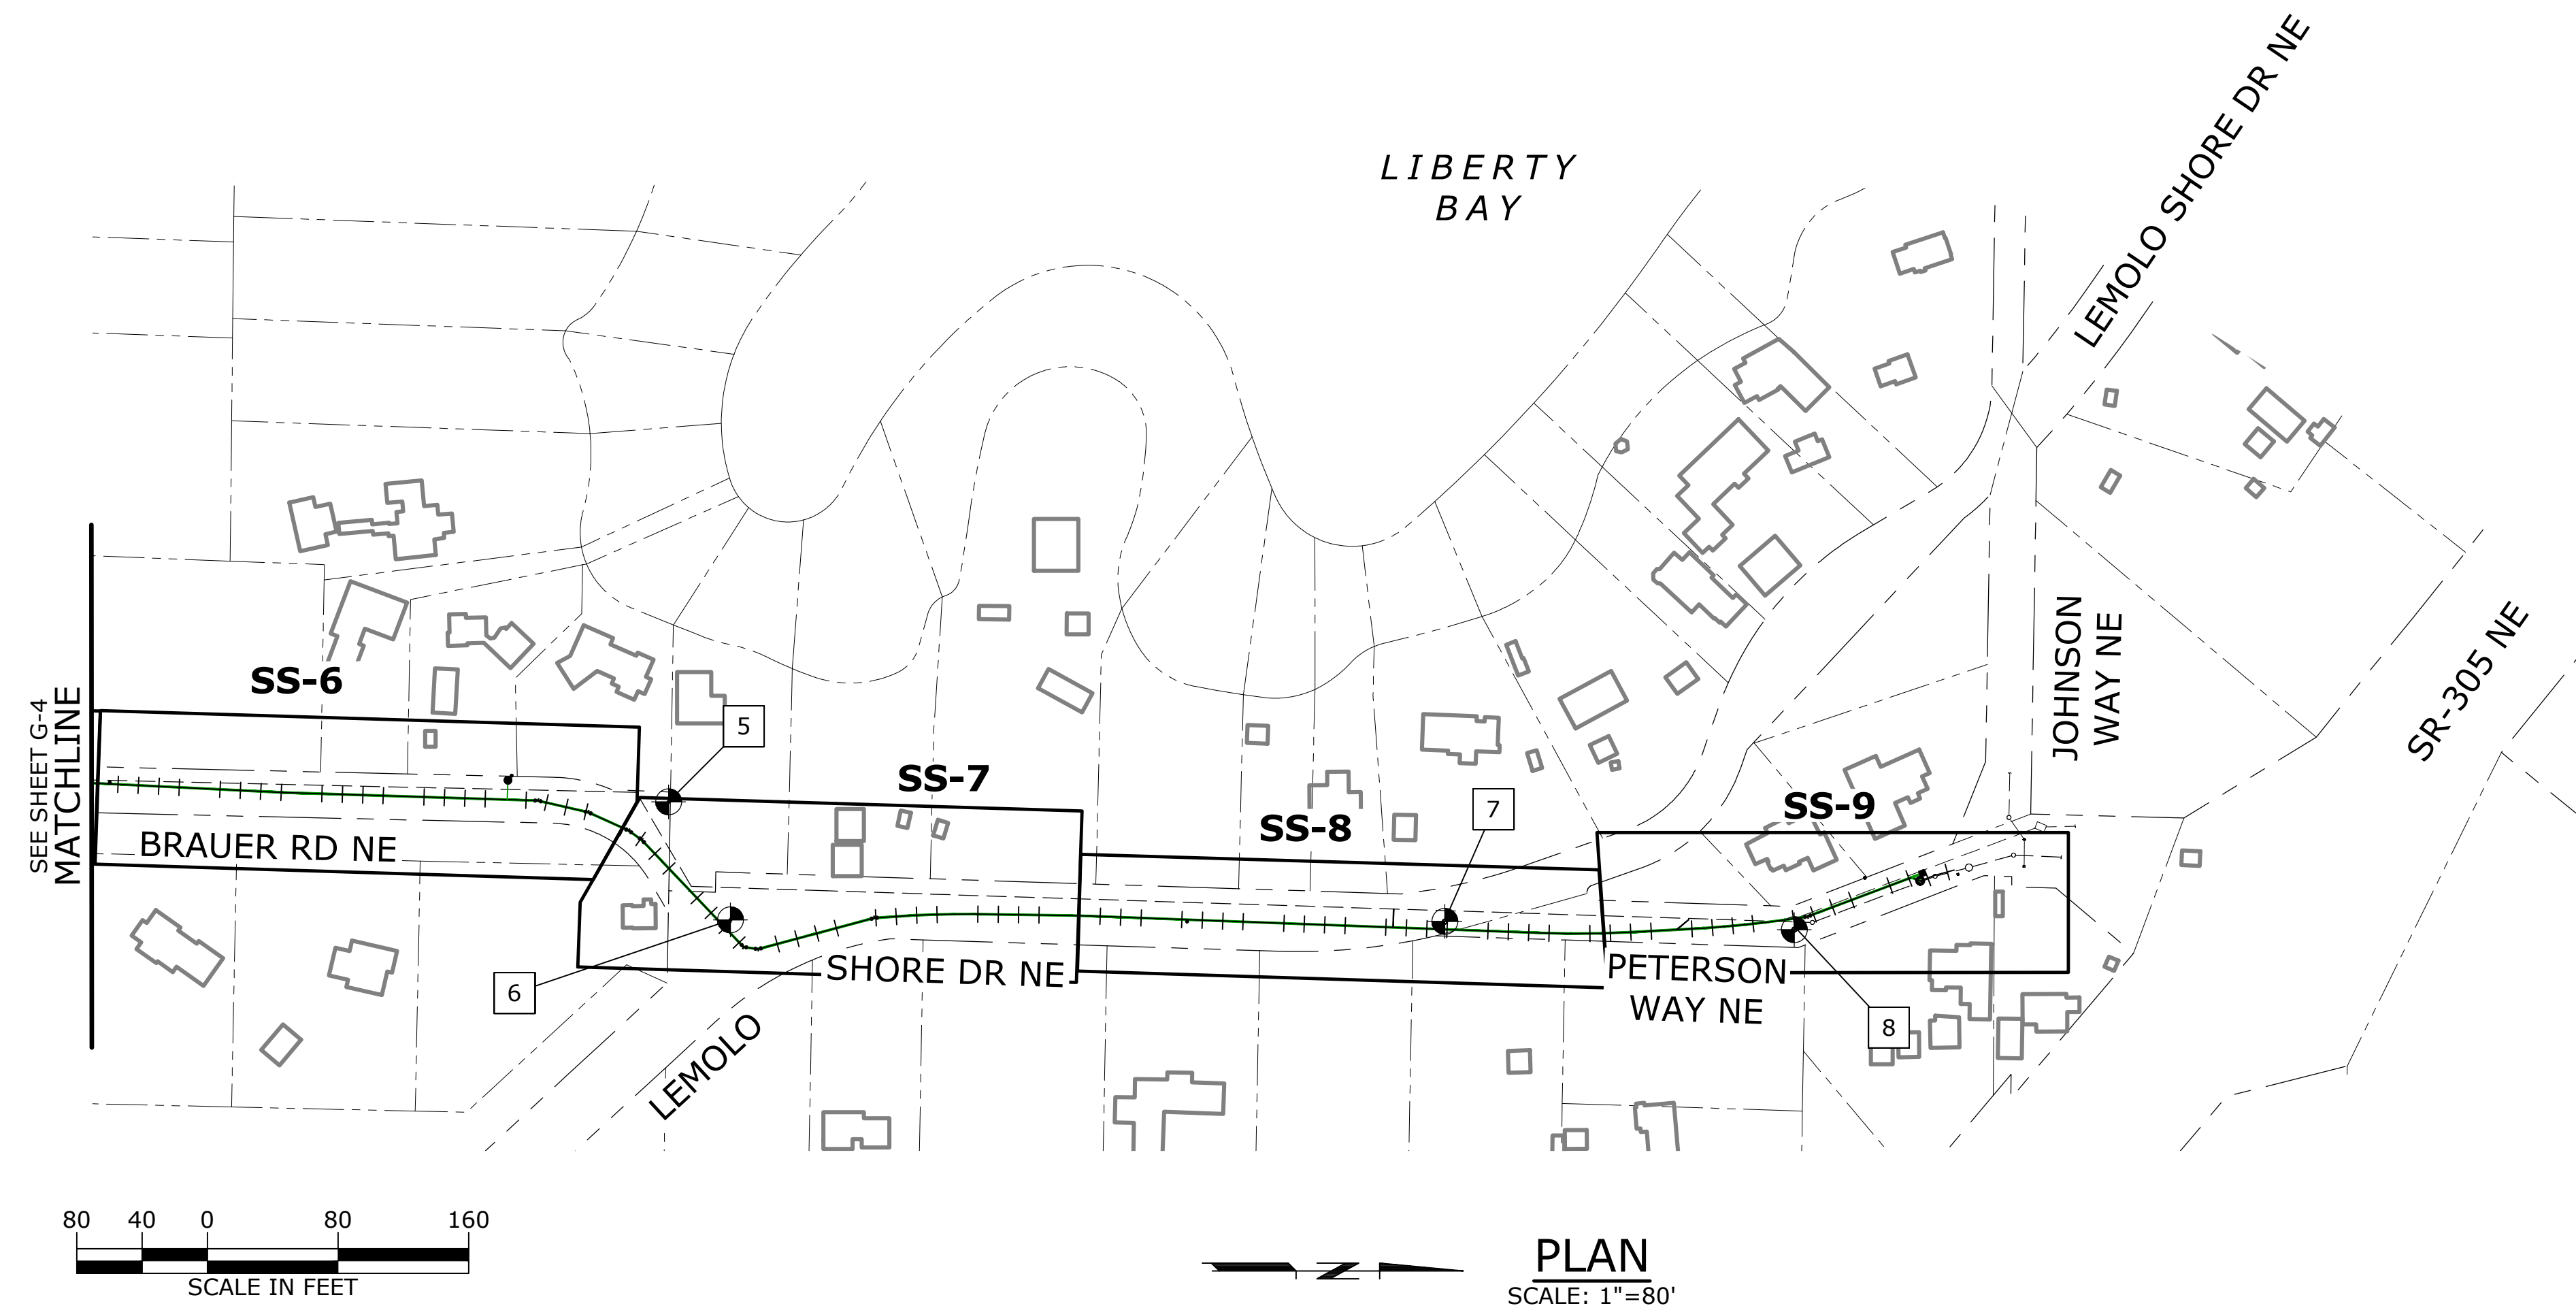 LEMOLO SHORE DR NE
LIBERTY
BAY
SS-6
SEE SHEET G-4
MATCHLINE
BRAUER RD NE
5
SS-7
6
LEMOLO
SHORE DR NE
SS-8
7
SS-9
PETERSON
WAY NE
8
JOHNSON
WAY NE
SR-305 NE
80 40 0 80 160
SCALE IN FEET
N
PLAN
SCALE: 1"=80'